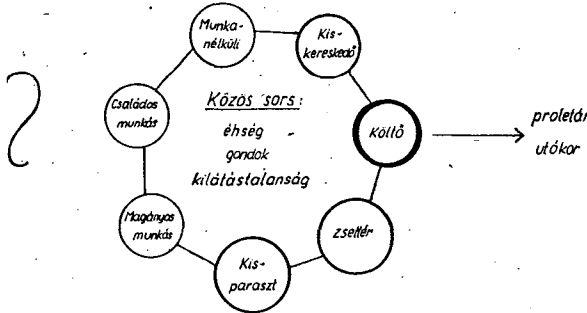 Munka-
nélküli
Kis-
kereskedő
Családos
munkás
Közös sors:
éhség
gondok
kilátástalanság
Költő
proletár
utókor
Magányos
munkás
Zsellér
Kis-
paraszt